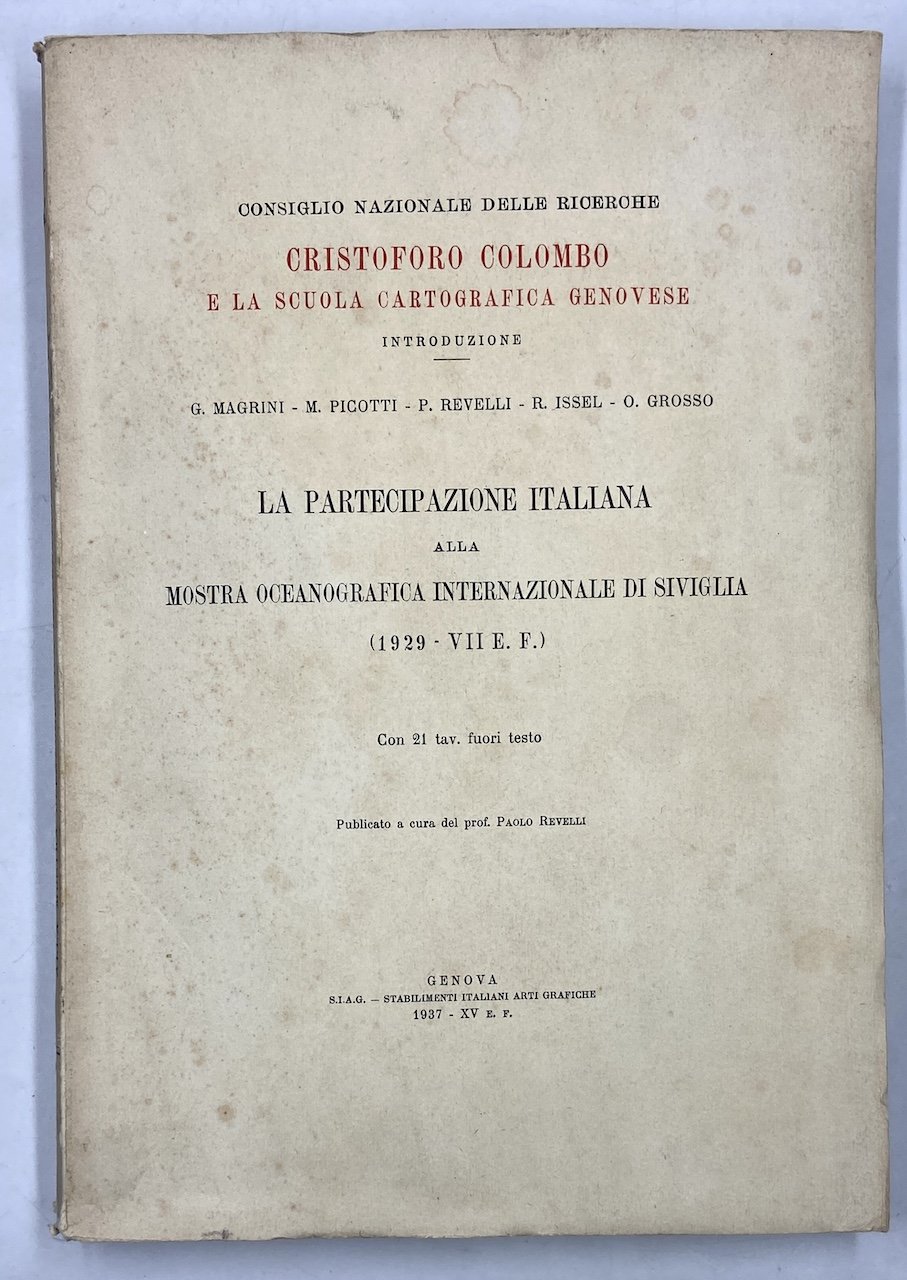 CONSIGLIO NAZIONALE DELLE RICERCHE
CRISTOFORO COLOMBO
E LA SCUOLA CARTOGRAFICA GENOVESE
INTRODUZIONE
G. MAGRINI - M. PICOTTI - P. REVELLI - R. ISSEL - O. GROSSO
LA PARTECIPAZIONE ITALIANA
ALLA
MOSTRA OCEANOGRAFICA INTERNAZIONALE DI SIVIGLIA
(1929 - VII E. F.)
Con 21 tav. fuori testo
Publicato a cura del prof. PAOLO REVELLI
GENOVA
S.I.A.G. — STABILIMENTI ITALIANI ARTI GRAFICHE
1937 - XV E. F.